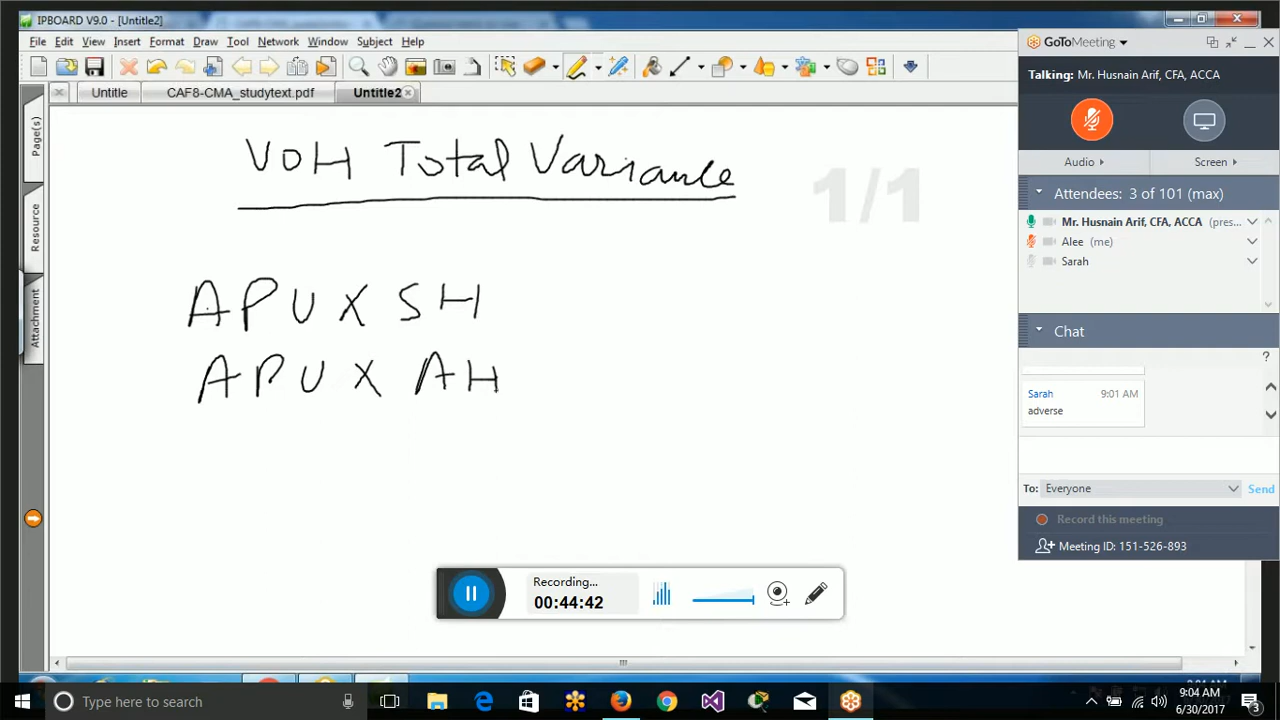 IPBOARD V9.0 - [Untitle2]
File Edit View Insert Format Draw Tool Network Window Subject Help
Untitle CAF8-CMA_studytext.pdf Untitle2
Page(s)
Resource
Attachment
VOH Total Variance
1/1
APU X SH
APU X AH
Recording...
00:44:42
GoToMeeting
Talking: Mr. Husnain Arif, CFA, ACCA
Audio Screen
Attendees: 3 of 101 (max)
Mr. Husnain Arif, CFA, ACCA (pres...
Alee (me)
Sarah
Chat
?
Sarah 9:01 AM
adverse
To: Everyone Send
Record this meeting
Meeting ID: 151-526-893
Type here to search
9:04 AM
6/30/2017
3